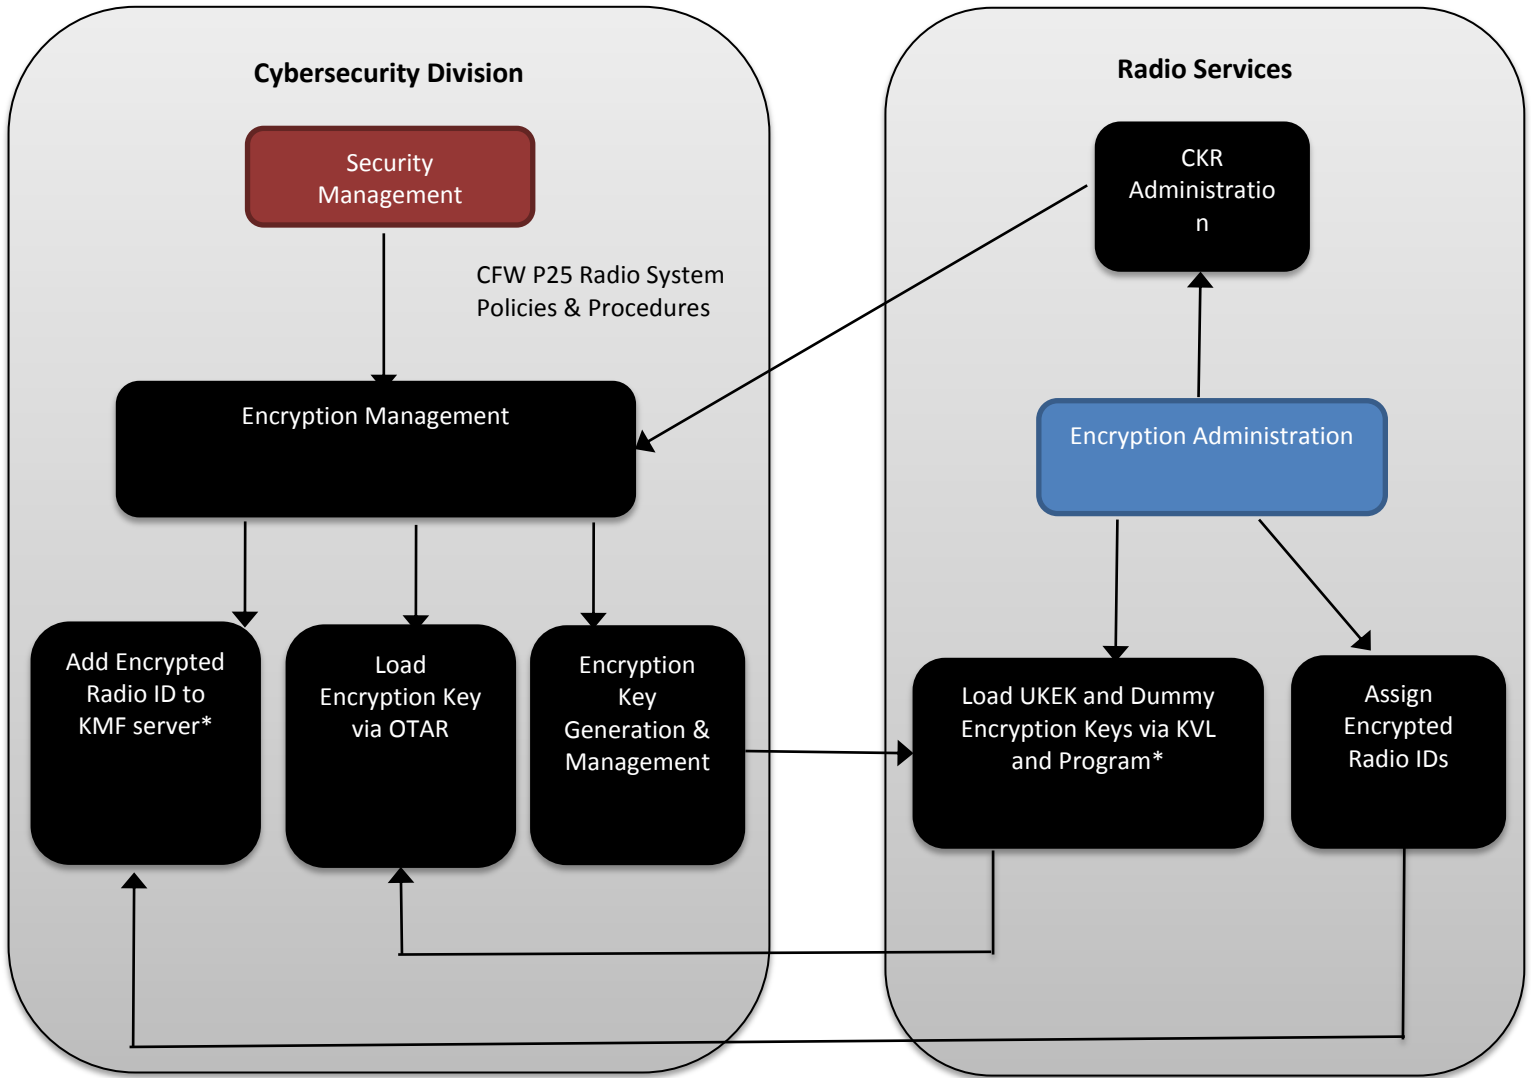 Cybersecurity Division
Security
Management
CFW P25 Radio System
Policies & Procedures
Encryption Management
Add Encrypted
Radio ID to
KMF server*
Load
Encryption Key
via OTAR
Encryption
Key
Generation &
Management
Radio Services
CKR
Administratio
n
Encryption Administration
Load UKEK and Dummy
Encryption Keys via KVL
and Program*
Assign
Encrypted
Radio IDs